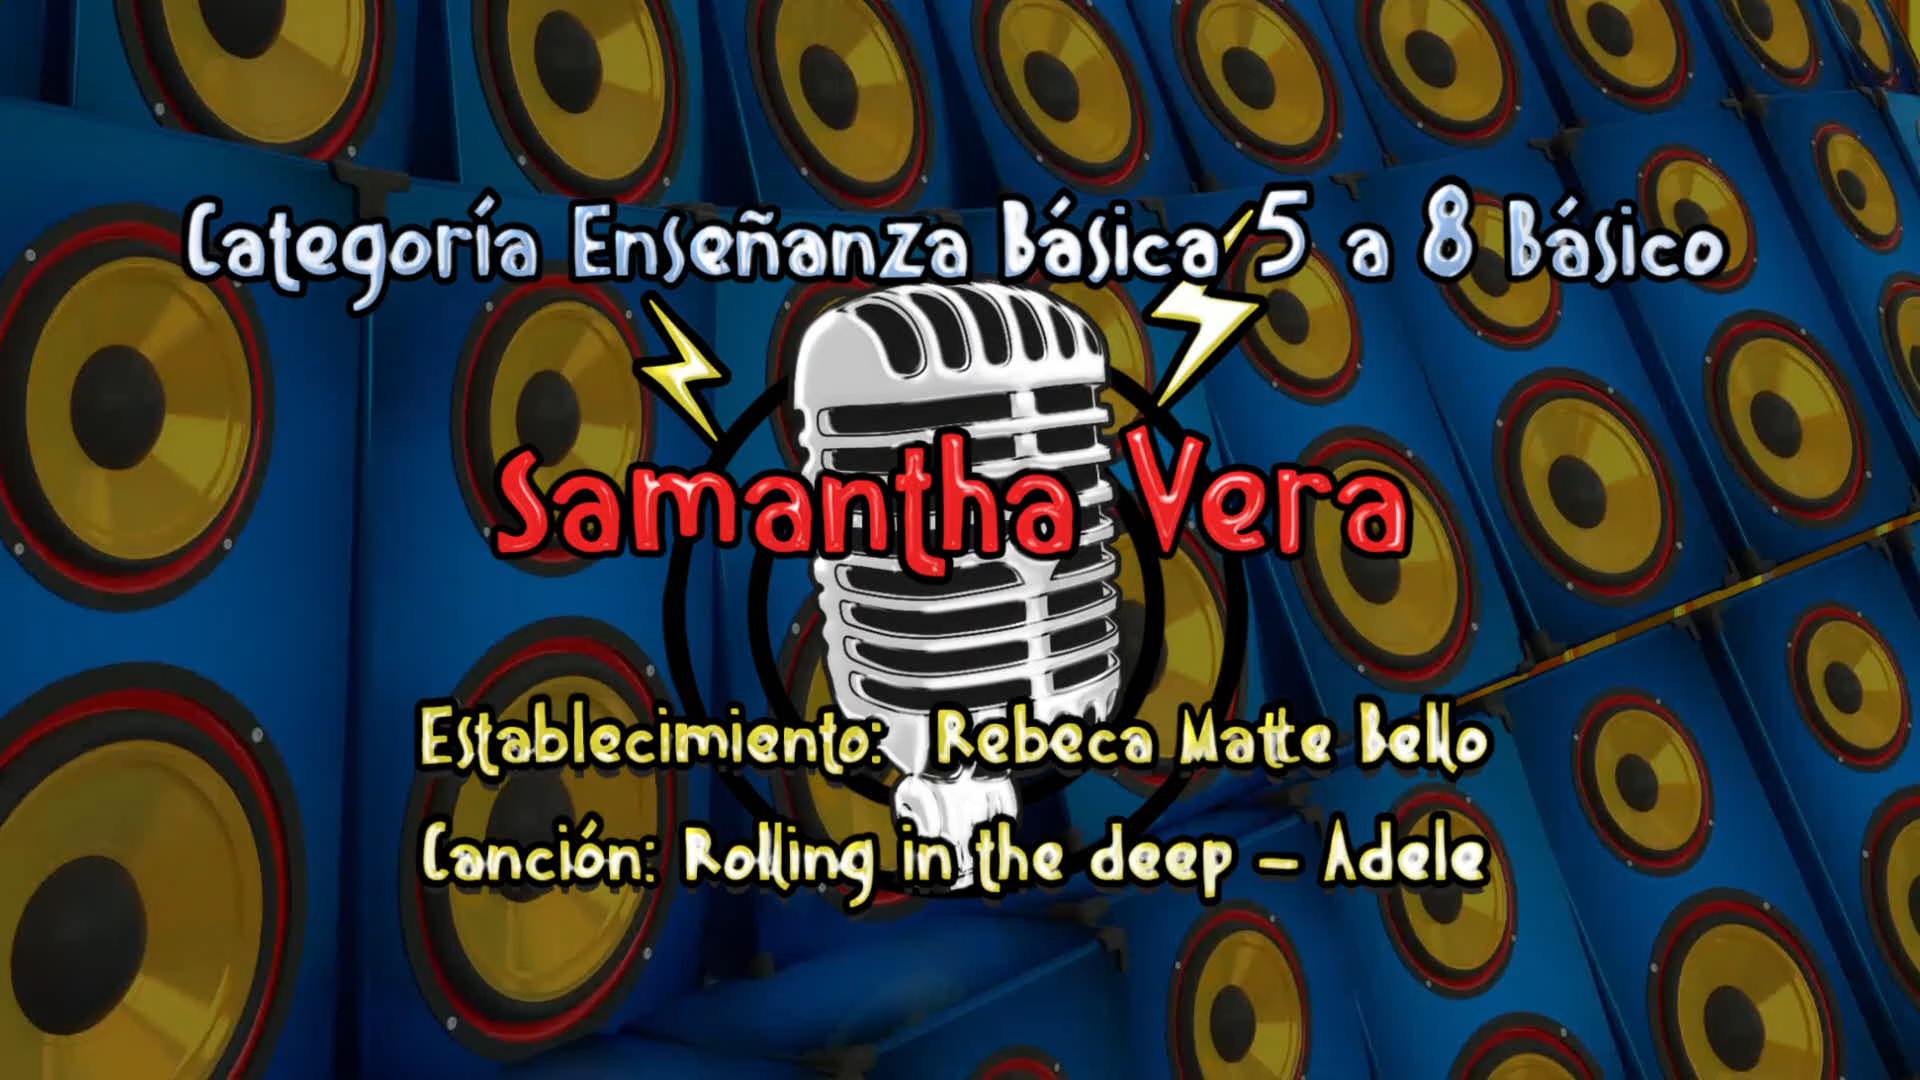 Categoría Enseñanza Básica 5 a 8 Básico
Samantha Vera
Establecimiento: Rebeca Matte Bello
Canción: Rolling in the deep - Adele